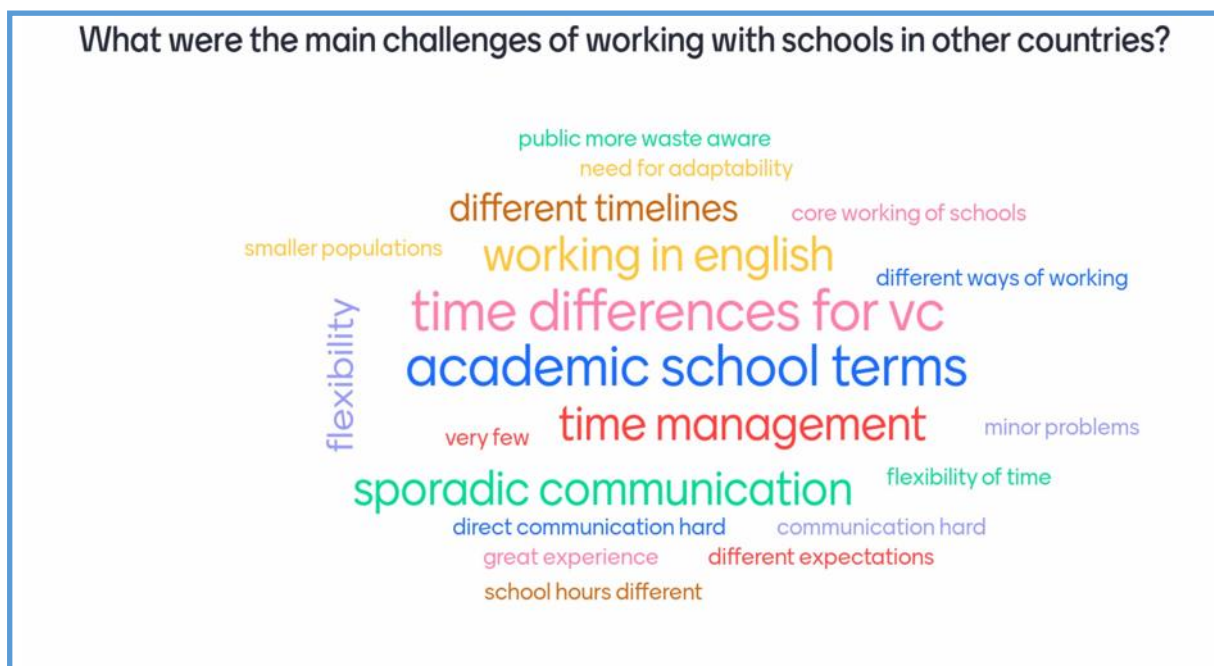 What were the main challenges of working with schools in other countries?
public more waste aware
need for adaptability
different timelines
core working of schools
smaller populations
working in english
different ways of working
time differences for vc
flexibility
academic school terms
time management
minor problems
very few
sporadic communication
flexibility of time
direct communication hard
communication hard
great experience
different expectations
school hours different